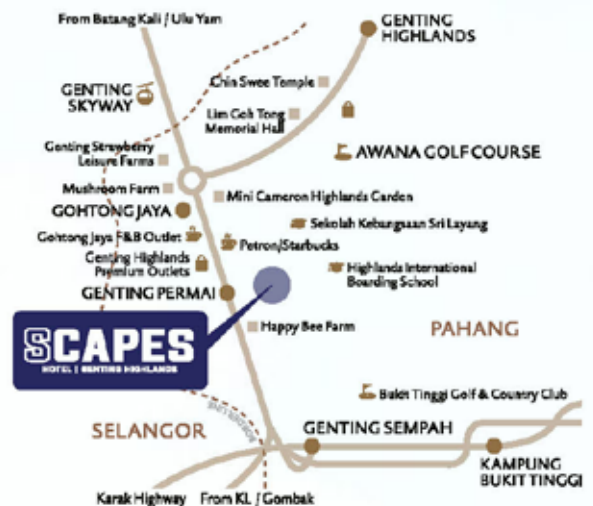 From Batang Kali / Ulu Yam
GENTING
HIGHLANDS
Chin Swee Temple
GENTING
SKYWAY
Lim Goh Tong
Memorial Hall
AWANA GOLF COURSE
Genting Strawberry
Leisure Farms
Mushroom Farm
Mini Cameron Highlands Garden
GOHTONG JAYA
Sekolah Kebangsaan Sri Layang
Gohtong Jaya F&B Outlet
Petron/Starbucks
Genting Highlands
Premium Outlets
Highlands International
Boarding School
GENTING PERMAI
Happy Bee Farm
PAHANG
SCAPES
HOTEL | GENTING HIGHLANDS
Bukit Tinggi Golf & Country Club
BORDER LINE
SELANGOR
GENTING SEMPAH
KAMPUNG
BUKIT TINGGI
Karak Highway
From KL / Gombak